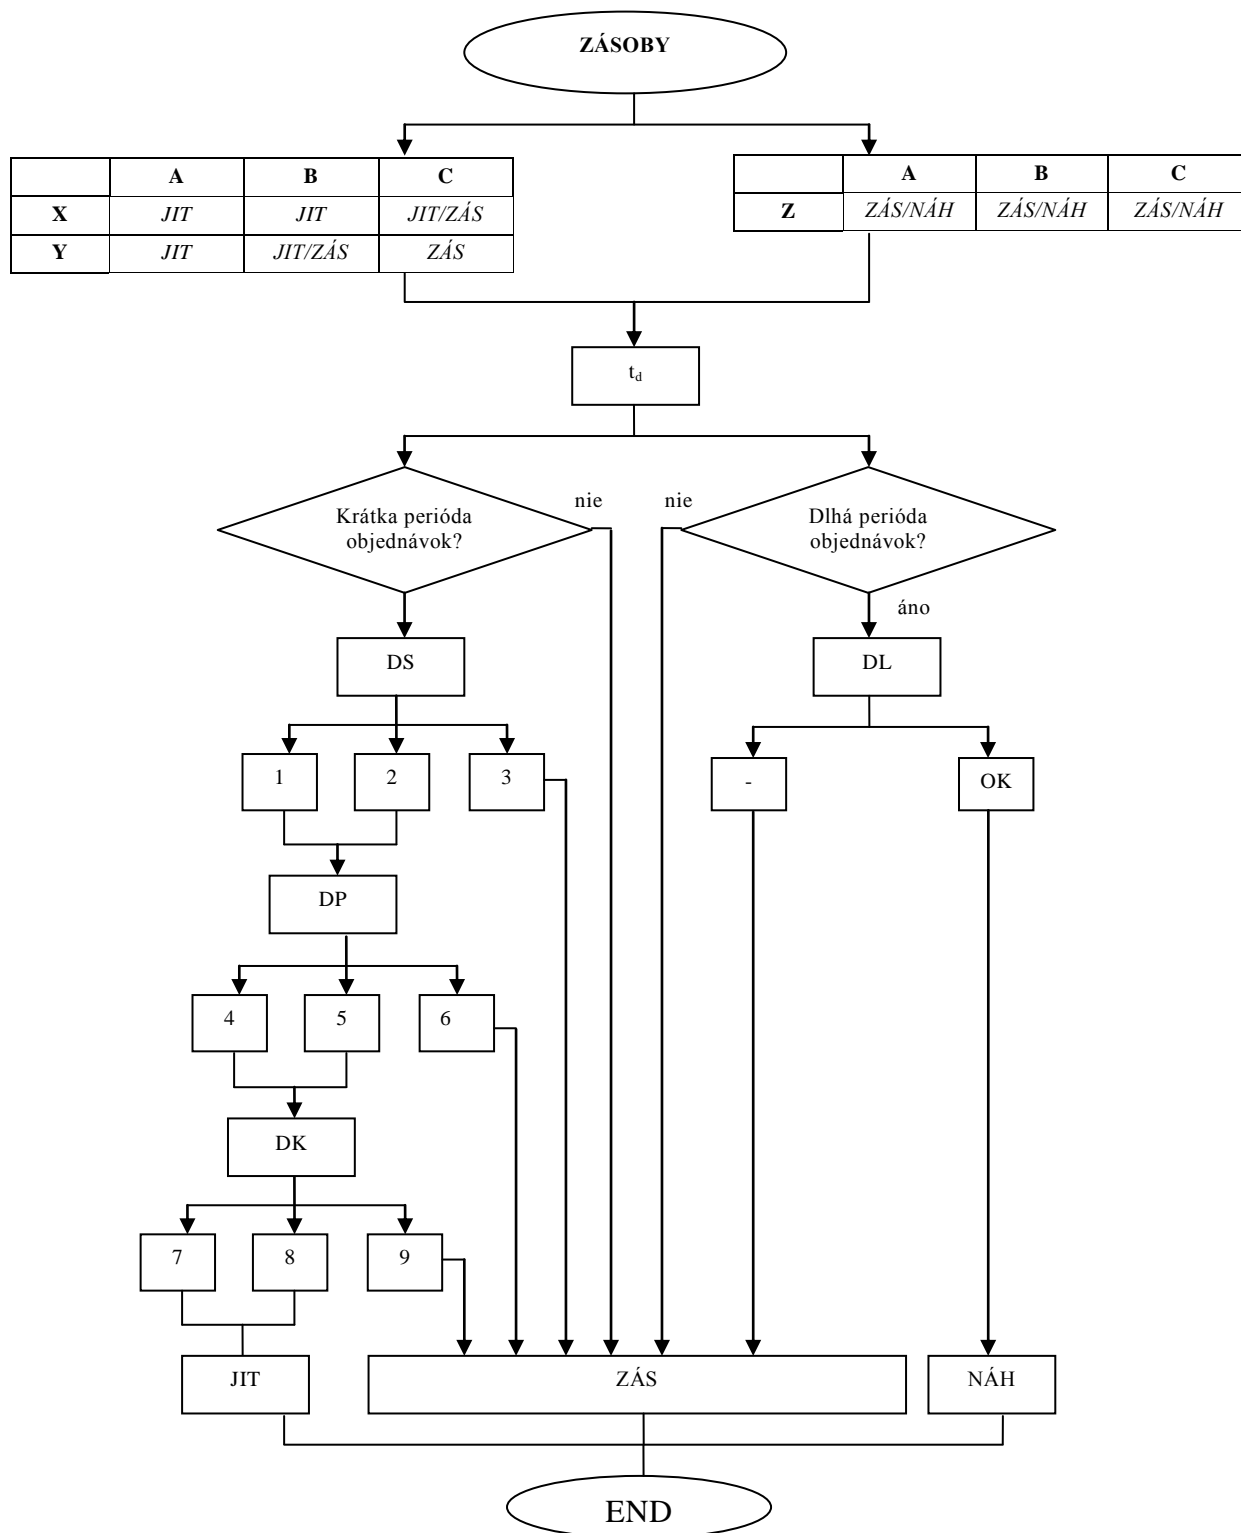 ZÁSOBY
A B C
X JIT JIT JIT/ZÁS
Y JIT JIT/ZÁS ZÁS
A B C
Z ZÁS/NÁH ZÁS/NÁH ZÁS/NÁH
t_d
Krátka perióda
objednávok?
nie
nie
Dlhá perióda
objednávok?
áno
DS
DL
1 2 3
- OK
DP
4 5 6
DK
7 8 9
JIT ZÁS NÁH
END